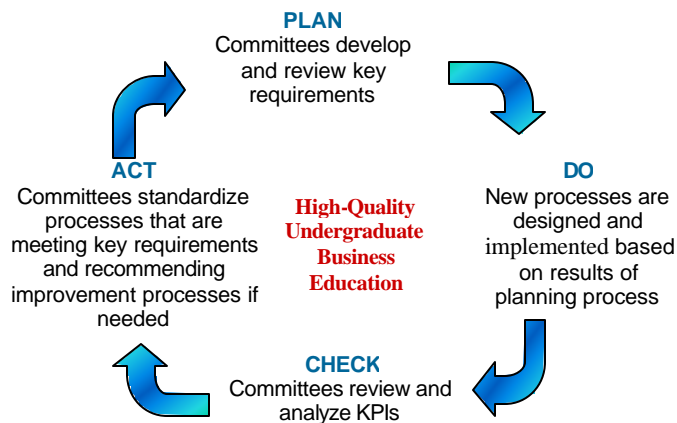 PLAN
Committees develop
and review key
requirements
DO
New processes are
designed and
implemented based
on results of
planning process
CHECK
Committees review and
analyze KPIs
ACT
Committees standardize
processes that are
meeting key requirements
and recommending
improvement processes if
needed
High-Quality
Undergraduate
Business
Education